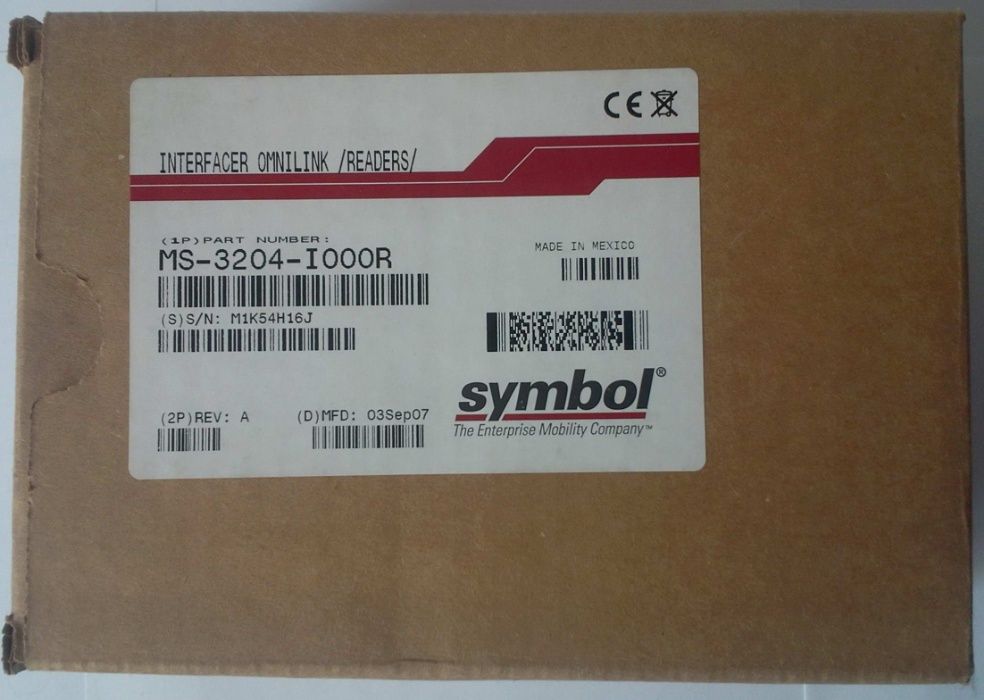 CE
INTERFACER OMNILINK /READERS/
(1P)PART NUMBER:
MS-3204-I000R
MADE IN MEXICO
(S)S/N: M1K54H16J
symbol®
The Enterprise Mobility Company™
(2P)REV: A
(D)MFD: 03Sep07